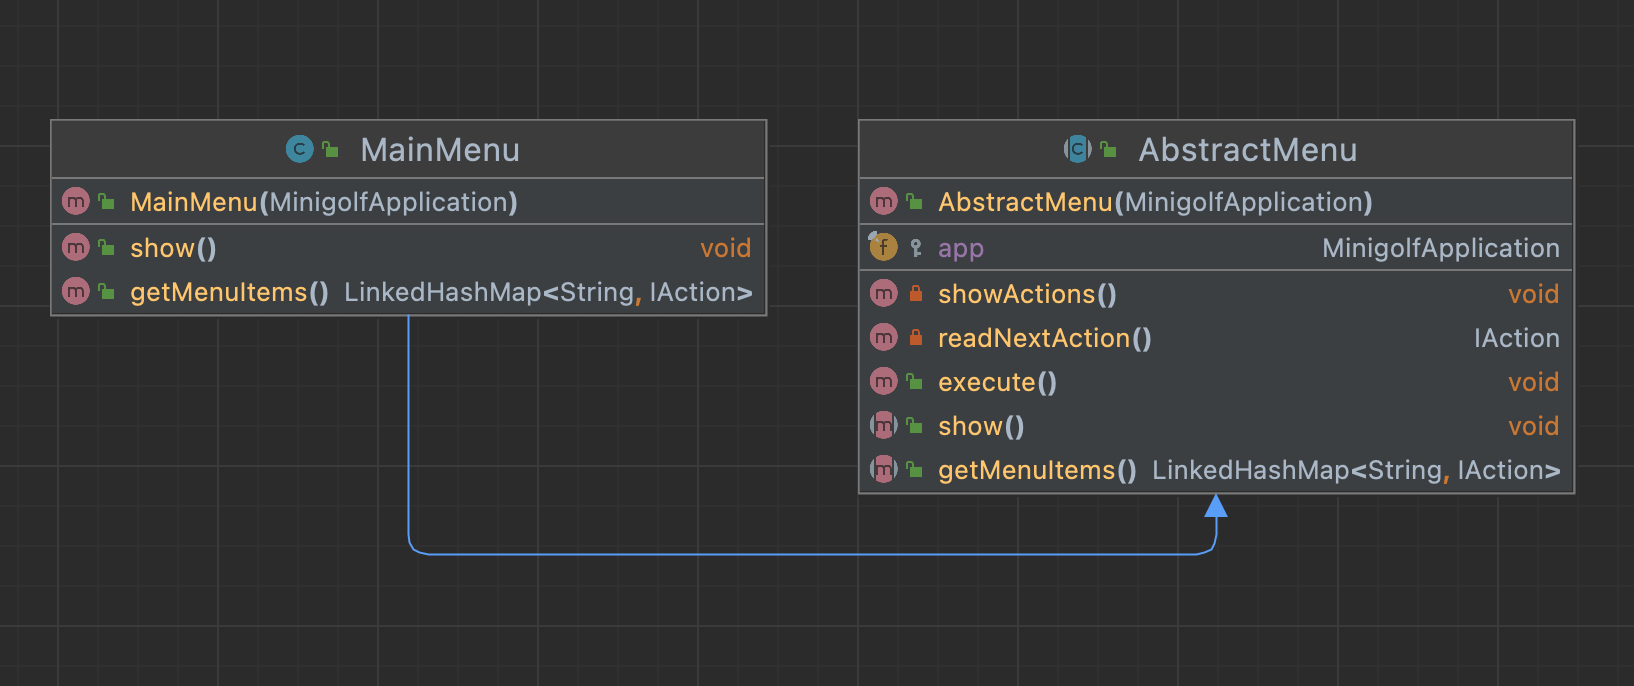 MainMenu
MainMenu(MinigolfApplication)
show() void
getMenuItems() LinkedHashMap<String, IAction>
AbstractMenu
AbstractMenu(MinigolfApplication)
app MinigolfApplication
showActions() void
readNextAction() IAction
execute() void
show() void
getMenuItems() LinkedHashMap<String, IAction>